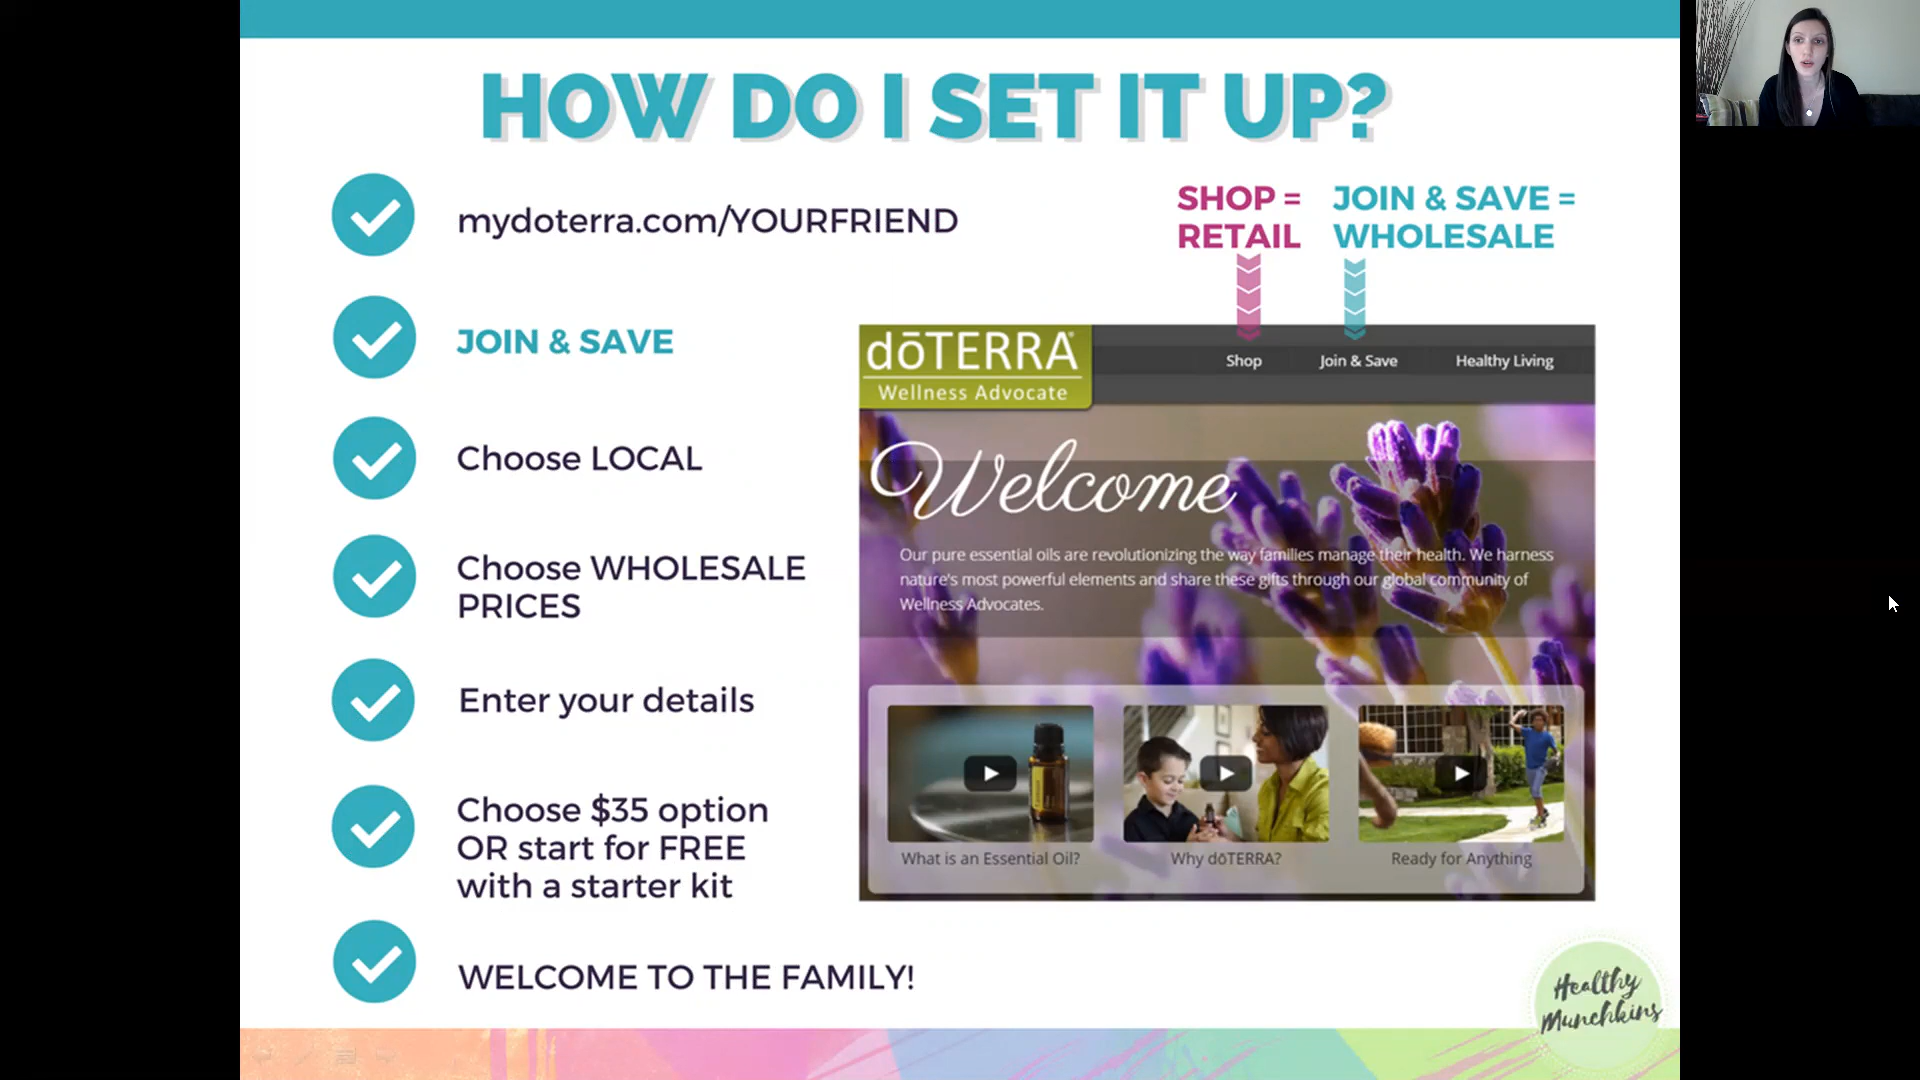 HOW DO I SET IT UP?
mydoterra.com/YOURFRIEND
JOIN & SAVE
Choose LOCAL
Choose WHOLESALE
PRICES
Enter your details
Choose $35 option
OR start for FREE
with a starter kit
WELCOME TO THE FAMILY!
SHOP =
RETAIL
JOIN & SAVE =
WHOLESALE
dōTERRA®
Wellness Advocate
Shop
Join & Save
Healthy Living
Welcome
Our pure essential oils are revolutionizing the way families manage their health. We harness
nature's most powerful elements and share these gifts through our global community of
Wellness Advocates.
What is an Essential Oil?
Why dōTERRA?
Ready for Anything
Healthy
Munchkins